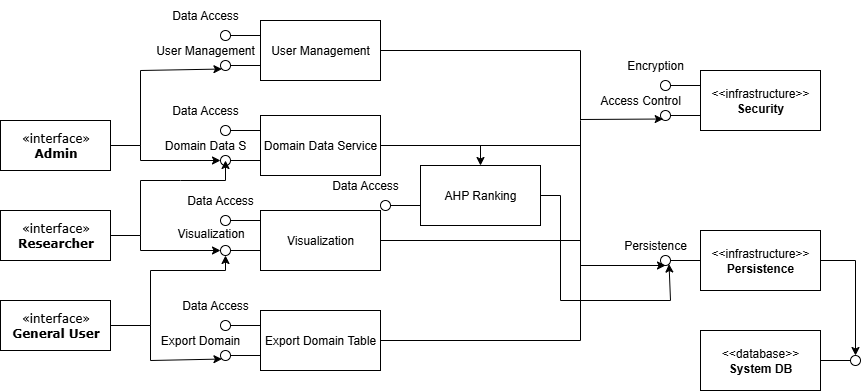 Data Access
User Management
User Management
Encryption
Access Control
<<infrastructure>>
Security
Data Access
Domain Data S
Domain Data Service
«interface»
Admin
Data Access
AHP Ranking
Data Access
Visualization
Visualization
«interface»
Researcher
Persistence
<<infrastructure>>
Persistence
Data Access
Export Domain
Export Domain Table
«interface»
General User
<<database>>
System DB